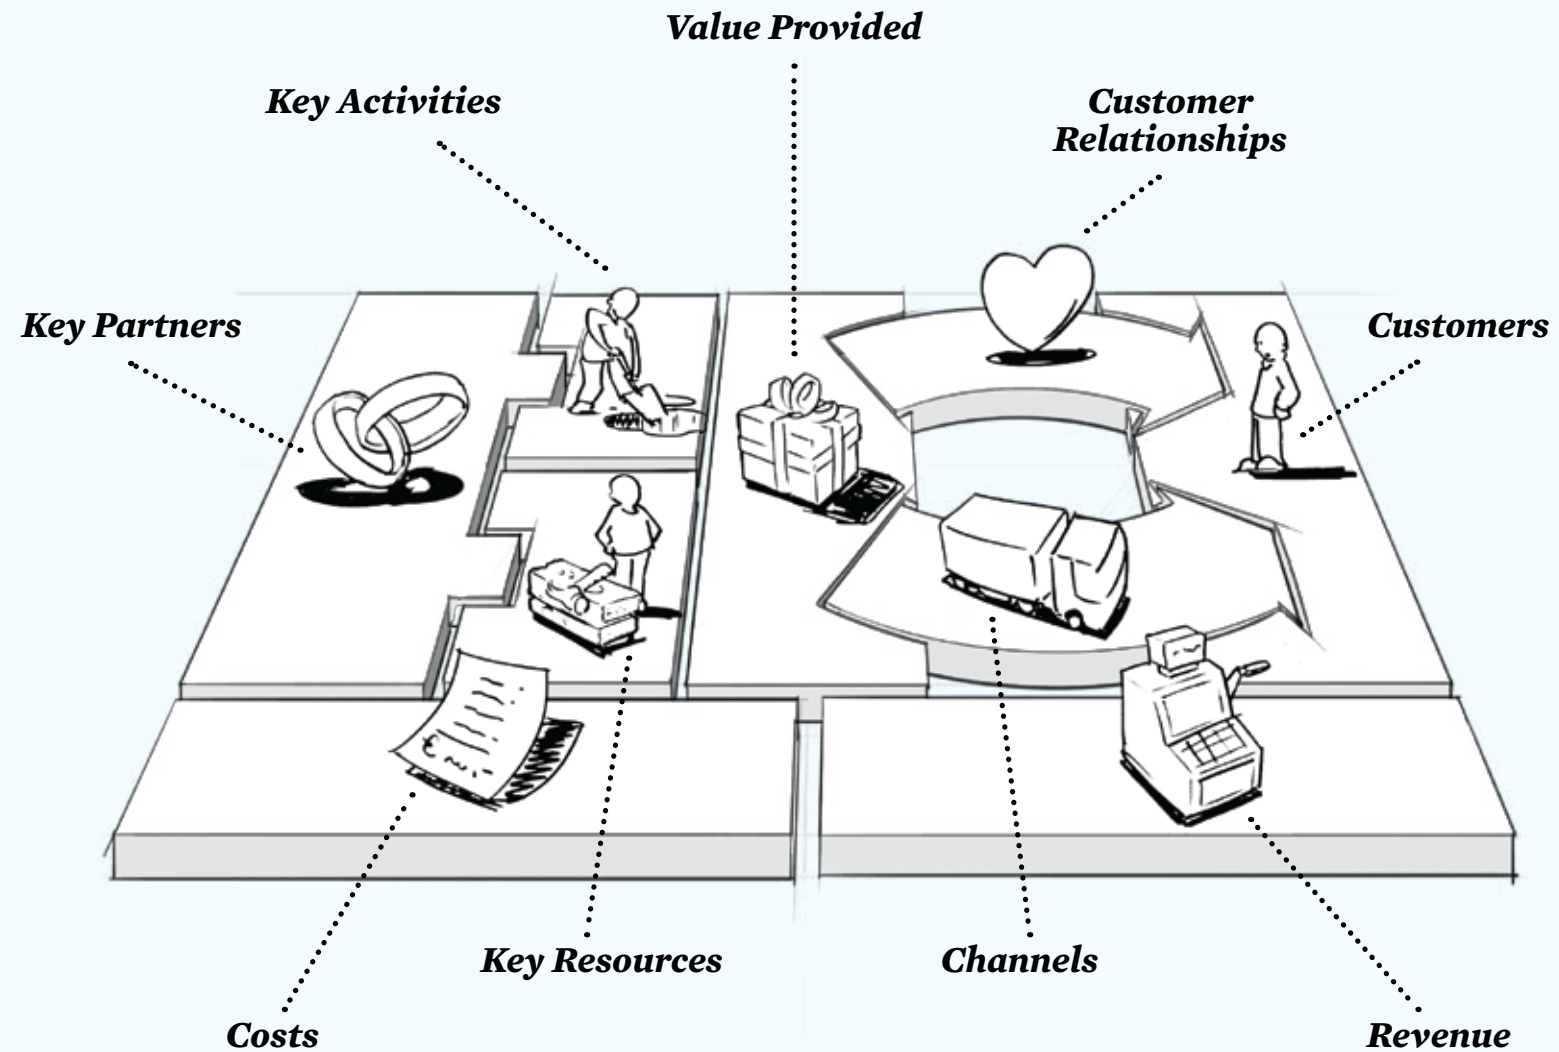 Value Provided
Key Activities
Customer
Relationships
Key Partners
Customers
Key Resources
Channels
Costs
Revenue